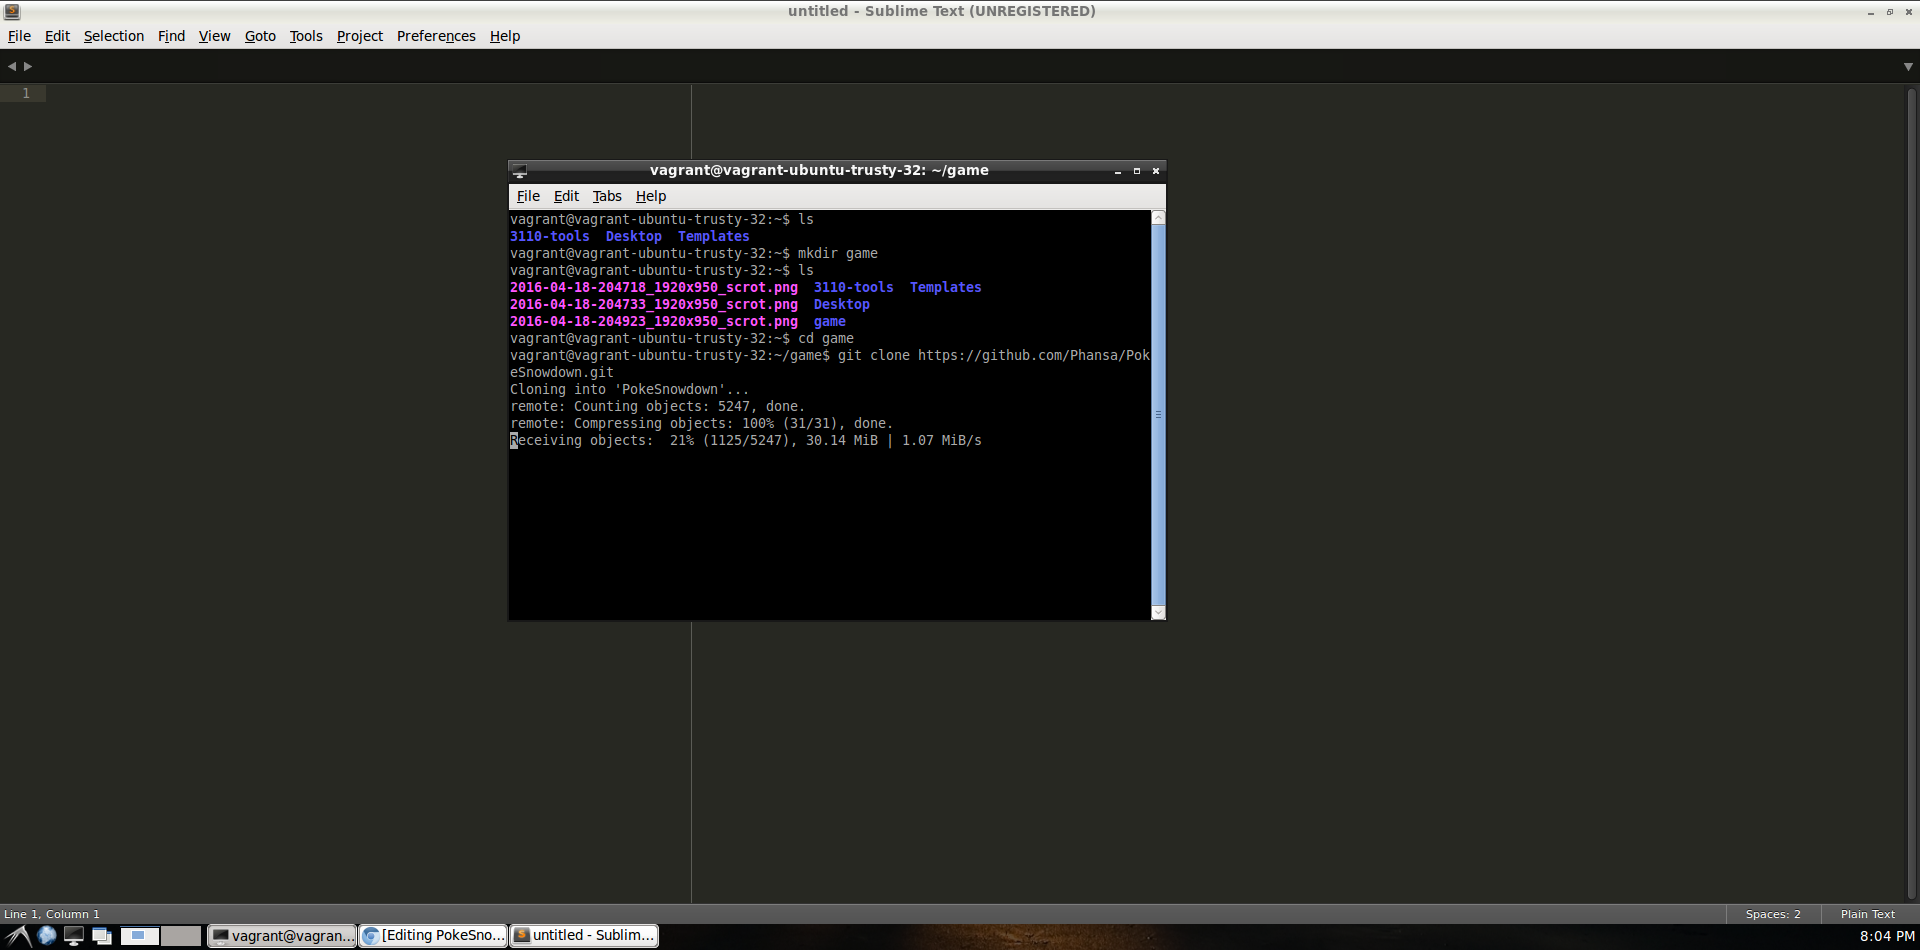 untitled - Sublime Text (UNREGISTERED)
File Edit Selection Find View Goto Tools Project Preferences Help
1
vagrant@vagrant-ubuntu-trusty-32: ~/game
File Edit Tabs Help
vagrant@vagrant-ubuntu-trusty-32:~$ ls
3110-tools  Desktop  Templates
vagrant@vagrant-ubuntu-trusty-32:~$ mkdir game
vagrant@vagrant-ubuntu-trusty-32:~$ ls
2016-04-18-204718_1920x950_scrot.png  3110-tools  Templates
2016-04-18-204733_1920x950_scrot.png  Desktop
2016-04-18-204923_1920x950_scrot.png  game
vagrant@vagrant-ubuntu-trusty-32:~$ cd game
vagrant@vagrant-ubuntu-trusty-32:~/game$ git clone https://github.com/Phansa/Pok
eSnowdown.git
Cloning into 'PokeSnowdown'...
remote: Counting objects: 5247, done.
remote: Compressing objects: 100% (31/31), done.
Receiving objects:  21% (1125/5247), 30.14 MiB | 1.07 MiB/s
Line 1, Column 1
Spaces: 2
Plain Text
vagrant@vagran...
[Editing PokeSno...
untitled - Sublim...
8:04 PM